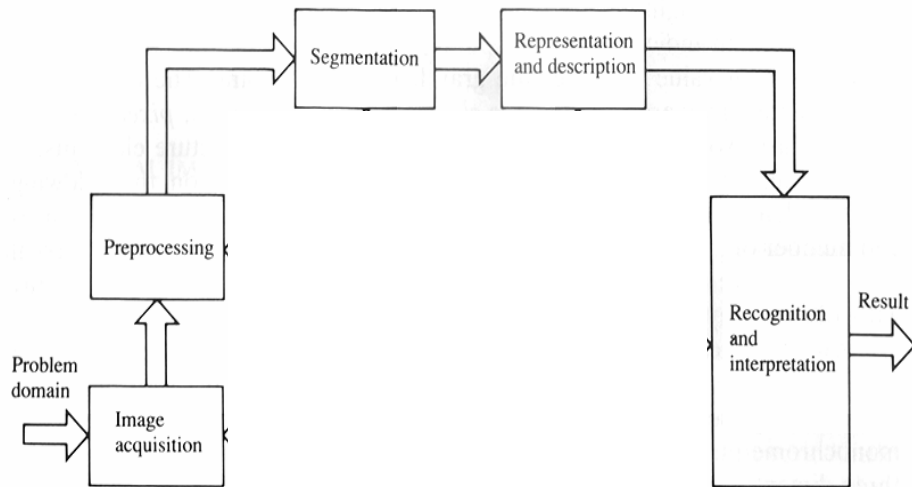 Segmentation
Representation
and description
Preprocessing
Problem
domain
Image
acquisition
Recognition
and
interpretation
Result